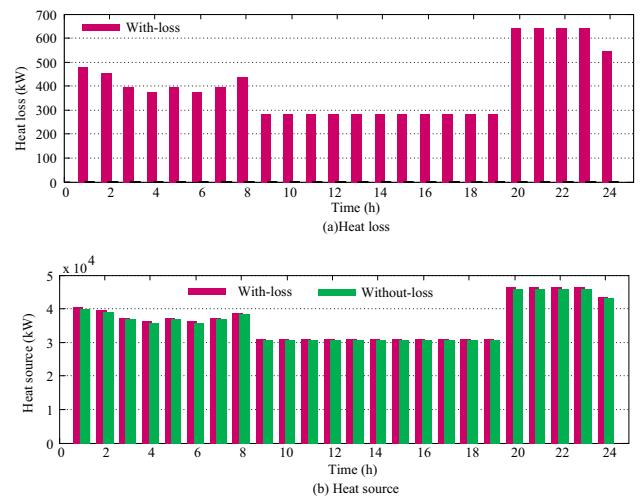 700
600
500
400
300
200
100
0
Heat loss (kW)
With-loss
0 2 4 6 8 10 12 14 16 18 20 22 24
Time (h)
(a)Heat loss
x 10^4
5
4
3
2
1
0
Heat source (kW)
With-loss Without-loss
0 2 4 6 8 10 12 14 16 18 20 22 24
Time (h)
(b) Heat source